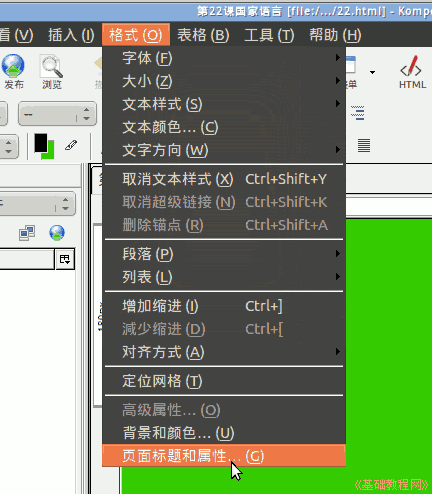 第22课国家语言 [file:/.../22.html] - Kompo
看 (V) 插入 (I) 格式 (O) 表格 (B) 工具 (T) 帮助 (H)
发布 浏览 HTML
字体 (F)
大小 (Z)
文本样式 (S)
文本颜色... (C)
文字方向 (W)
取消文本样式 (X) Ctrl+Shift+Y
取消超级链接 (N) Ctrl+Shift+K
删除锚点 (R) Ctrl+Shift+A
段落 (P)
列表 (L)
增加缩进 (I) Ctrl+]
减少缩进 (D) Ctrl+[
对齐方式 (A)
定位网格 (T)
高级属性... (O)
背景和颜色... (U)
页面标题和属性... (G)
《基础教程网》